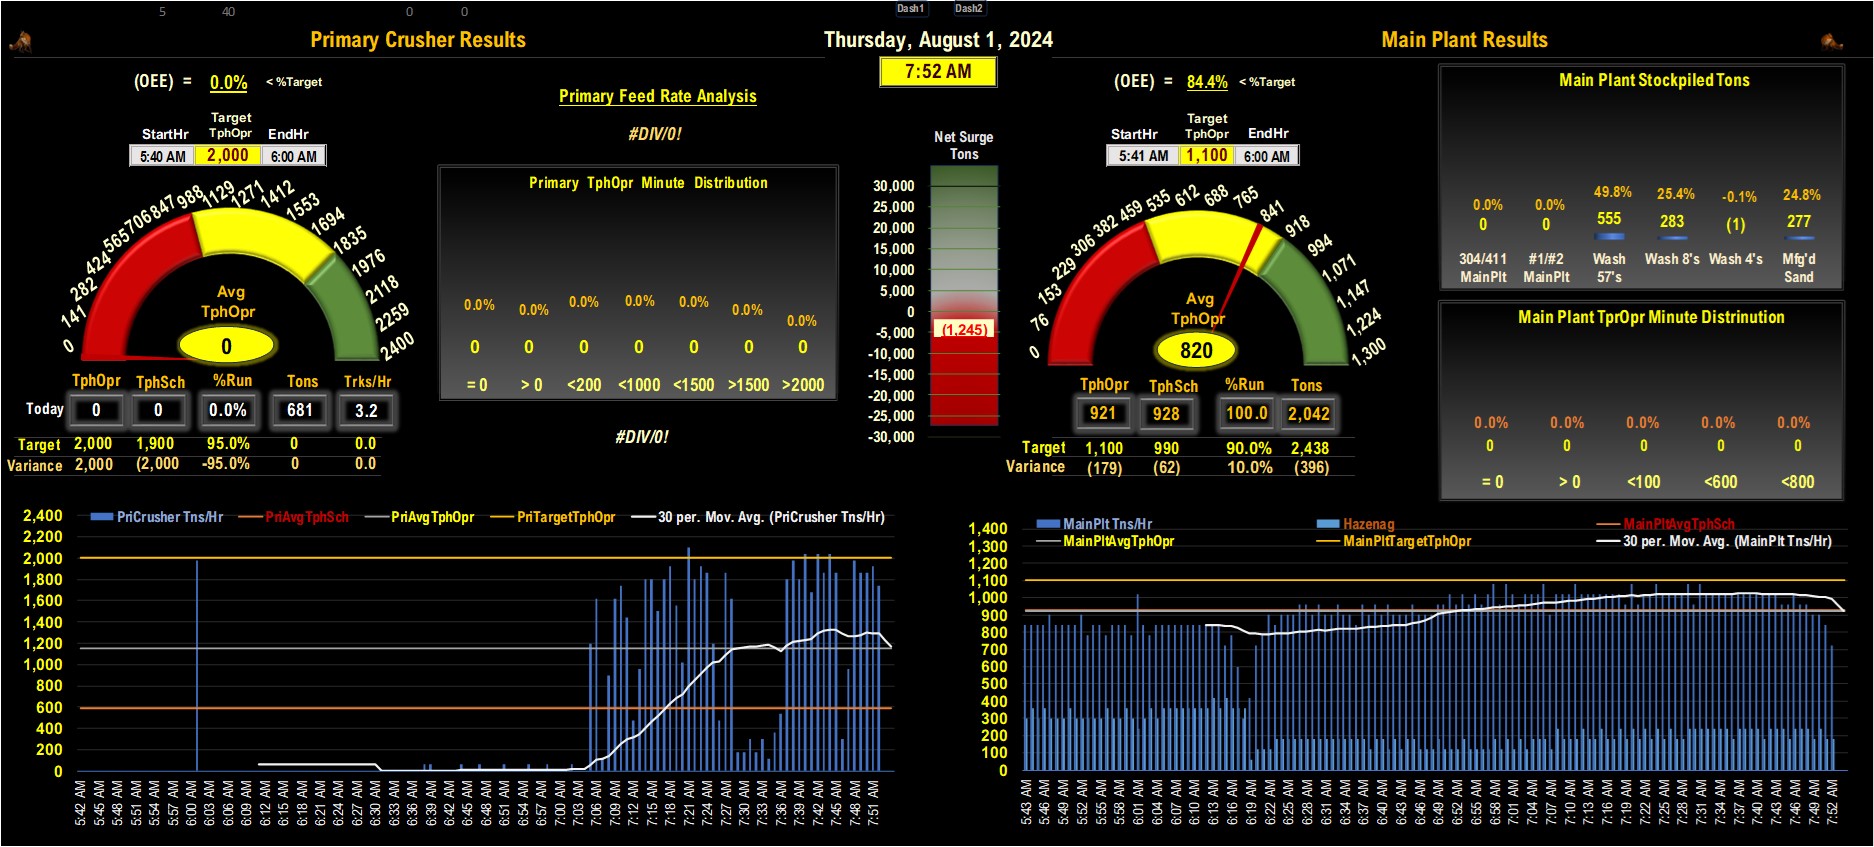 5 40 0 0 Dash1 Dash2
Primary Crusher Results
Thursday, August 1, 2024
Main Plant Results
7:52 AM
(OEE) = 0.0% < %Target
Primary Feed Rate Analysis
#DIV/0!
Target
StartHr TphOpr EndHr
5:40 AM 2,000 6:00 AM
0 141 282 424 565 706 847 988 1129 1271 1412 1553 1694 1835 1976 2118 2259 2400
Avg
TphOpr
0
TphOpr TphSch %Run Tons Trks/Hr
Today 0 0 0.0% 681 3.2
Target 2,000 1,900 95.0% 0 0.0
Variance 2,000 (2,000 -95.0% 0 0.0
Primary TphOpr Minute Distribution
0.0% 0.0% 0.0% 0.0% 0.0% 0.0% 0.0%
0 0 0 0 0 0 0
= 0 > 0 <200 <1000 <1500 >1500 >2000
#DIV/0!
Net Surge
Tons
30,000
25,000
20,000
15,000
10,000
5,000
0
-5,000
(1,245)
-10,000
-15,000
-20,000
-25,000
-30,000
(OEE) = 84.4% < %Target
Target
StartHr TphOpr EndHr
5:41 AM 1,100 6:00 AM
0 76 153 229 306 382 459 535 612 688 765 841 918 994 1,071 1,147 1,224 1,300
Avg
TphOpr
820
TphOpr TphSch %Run Tons
921 928 100.0 2,042
Target 1,100 990 90.0% 2,438
Variance (179) (62) 10.0% (396)
Main Plant Stockpiled Tons
0.0% 0.0% 49.8% 25.4% -0.1% 24.8%
0 0 555 283 (1) 277
304/411 #1/#2 Wash Wash 8's Wash 4's Mfg'd
MainPlt MainPlt 57's Sand
Main Plant TprOpr Minute Distrinution
0.0% 0.0% 0.0% 0.0% 0.0%
0 0 0 0 0
= 0 > 0 <100 <600 <800
PriCrusher Tns/Hr PriAvgTphSch PriAvgTphOpr PriTargetTphOpr 30 per. Mov. Avg. (PriCrusher Tns/Hr)
2,400
2,200
2,000
1,800
1,600
1,400
1,200
1,000
800
600
400
200
0
5:42 AM 5:45 AM 5:48 AM 5:51 AM 5:54 AM 5:57 AM 6:00 AM 6:03 AM 6:06 AM 6:09 AM 6:12 AM 6:15 AM 6:18 AM 6:21 AM 6:24 AM 6:27 AM 6:30 AM 6:33 AM 6:36 AM 6:39 AM 6:42 AM 6:45 AM 6:48 AM 6:51 AM 6:54 AM 6:57 AM 7:00 AM 7:03 AM 7:06 AM 7:09 AM 7:12 AM 7:15 AM 7:18 AM 7:21 AM 7:24 AM 7:27 AM 7:30 AM 7:33 AM 7:36 AM 7:39 AM 7:42 AM 7:45 AM 7:48 AM 7:51 AM
MainPlt Tns/Hr Hazenag MainPltAvgTphSch
MainPltAvgTphOpr MainPltTargetTphOpr 30 per. Mov. Avg. (MainPlt Tns/Hr)
1,400
1,300
1,200
1,100
1,000
900
800
700
600
500
400
300
200
100
0
5:43 AM 5:46 AM 5:49 AM 5:52 AM 5:55 AM 5:58 AM 6:01 AM 6:04 AM 6:07 AM 6:10 AM 6:13 AM 6:16 AM 6:19 AM 6:22 AM 6:25 AM 6:28 AM 6:31 AM 6:34 AM 6:37 AM 6:40 AM 6:43 AM 6:46 AM 6:49 AM 6:52 AM 6:55 AM 6:58 AM 7:01 AM 7:04 AM 7:07 AM 7:10 AM 7:13 AM 7:16 AM 7:19 AM 7:22 AM 7:25 AM 7:28 AM 7:31 AM 7:34 AM 7:37 AM 7:40 AM 7:43 AM 7:46 AM 7:49 AM 7:52 AM